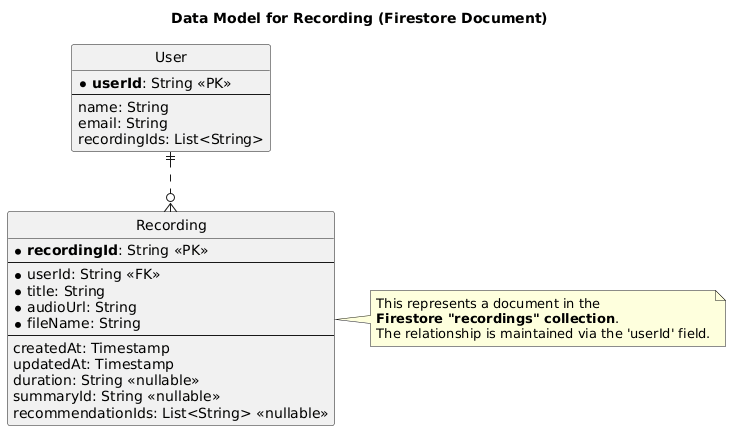 Data Model for Recording (Firestore Document)
User
* userId: String «PK»
name: String
email: String
recordingIds: List<String>
Recording
* recordingId: String «PK»
* userId: String «FK»
* title: String
* audioUrl: String
* fileName: String
createdAt: Timestamp
updatedAt: Timestamp
duration: String «nullable»
summaryId: String «nullable»
recommendationIds: List<String> «nullable»
This represents a document in the
Firestore "recordings" collection.
The relationship is maintained via the 'userId' field.